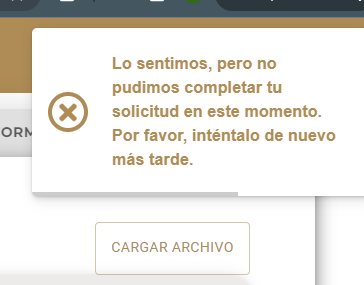 Lo sentimos, pero no
pudimos completar tu
solicitud en este momento.
Por favor, inténtalo de nuevo
más tarde.
ORM
CARGAR ARCHIVO